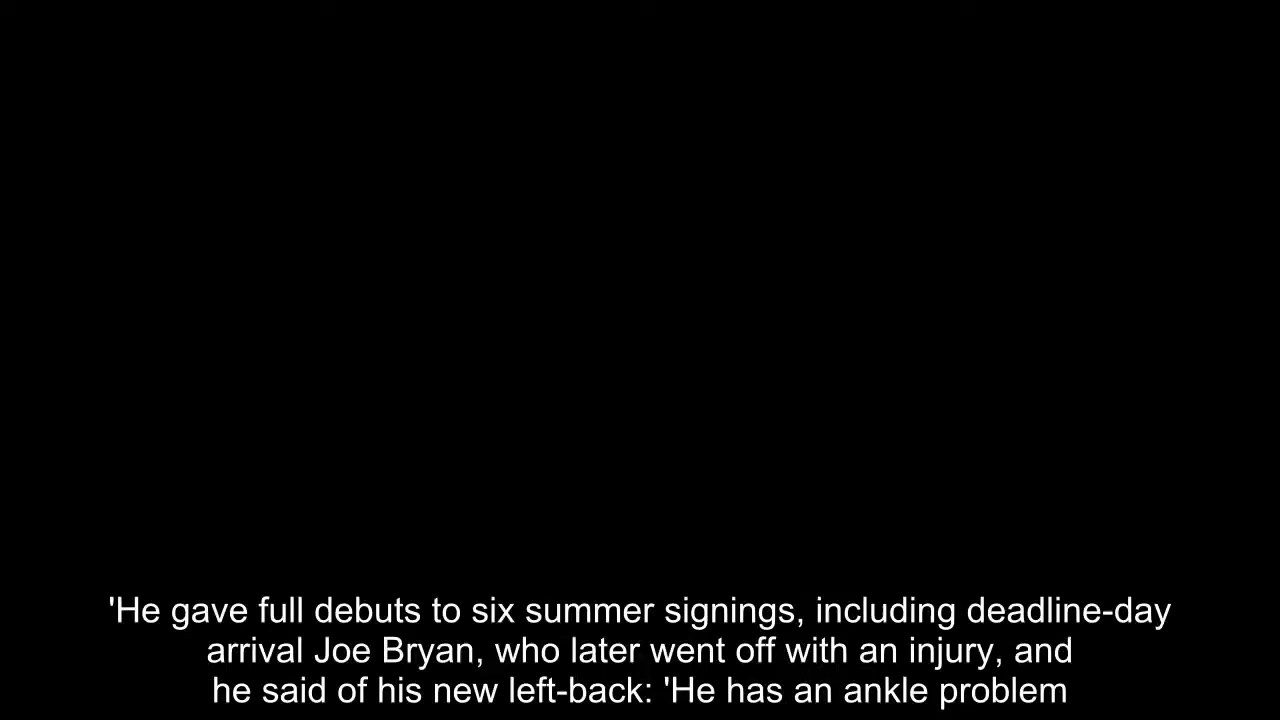 'He gave full debuts to six summer signings, including deadline-day
arrival Joe Bryan, who later went off with an injury, and
he said of his new left-back: 'He has an ankle problem